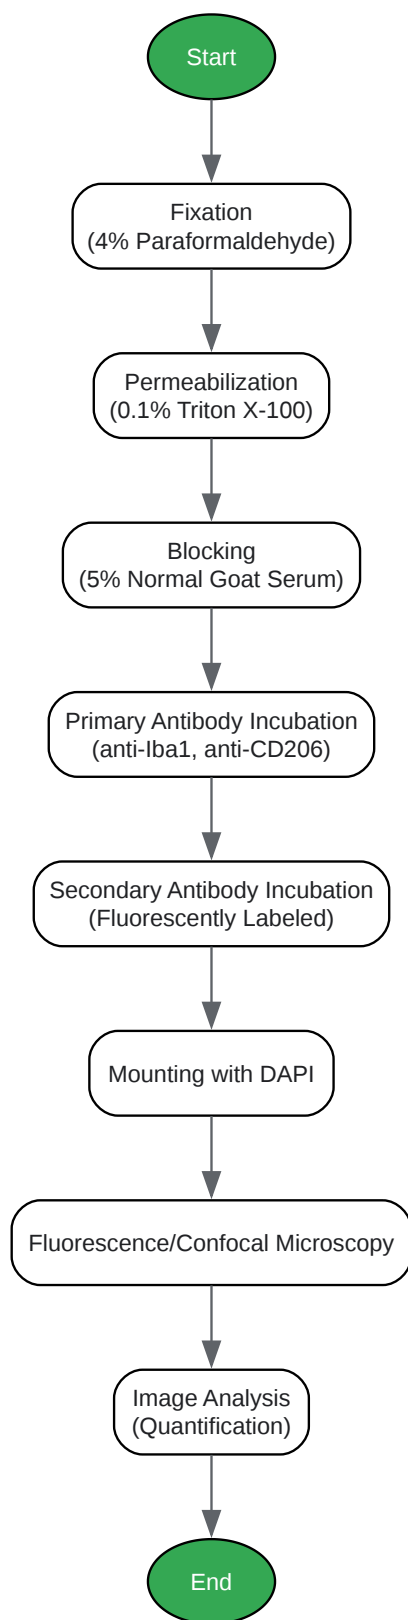 Start
Fixation
(4% Paraformaldehyde)
Permeabilization
(0.1% Triton X-100)
Blocking
(5% Normal Goat Serum)
Primary Antibody Incubation
(anti-Iba1, anti-CD206)
Secondary Antibody Incubation
(Fluorescently Labeled)
Mounting with DAPI
Fluorescence/Confocal Microscopy
Image Analysis
(Quantification)
End